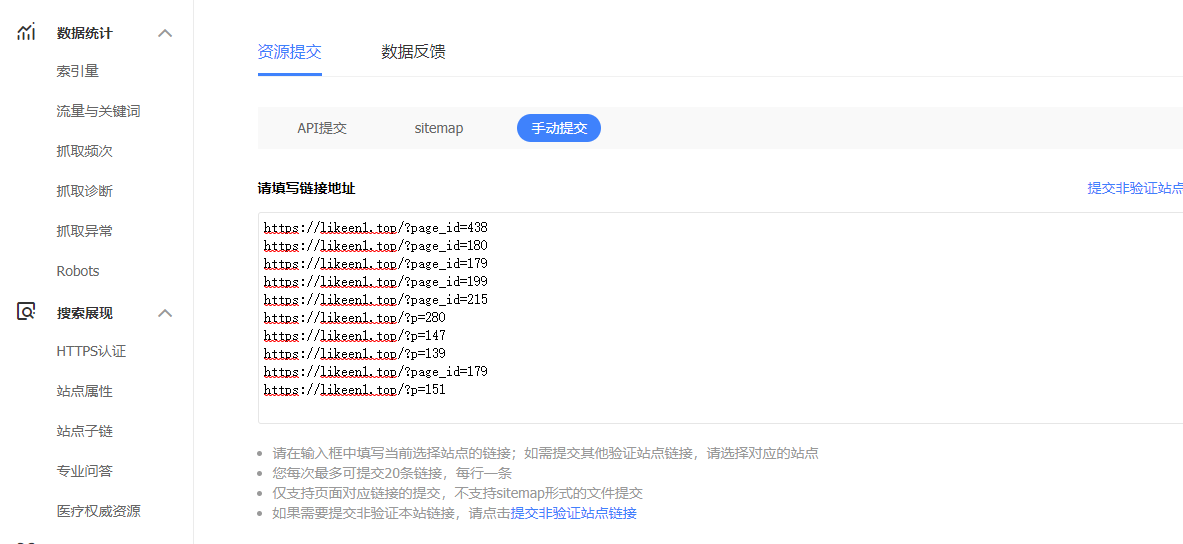 数据统计
索引量
流量与关键词
抓取频次
抓取诊断
抓取异常
Robots
搜索展现
HTTPS认证
站点属性
站点子链
专业问答
医疗权威资源
资源提交 数据反馈
API提交 sitemap 手动提交
请填写链接地址 提交非验证站点
https://likeenl.top/?page_id=438
https://likeenl.top/?page_id=180
https://likeenl.top/?page_id=179
https://likeenl.top/?page_id=199
https://likeenl.top/?page_id=215
https://likeenl.top/?p=280
https://likeenl.top/?p=147
https://likeenl.top/?p=139
https://likeenl.top/?page_id=179
https://likeenl.top/?p=151
请在输入框中填写当前选择站点的链接；如需提交其他验证站点链接，请选择对应的站点
您每次最多可提交20条链接，每行一条
仅支持页面对应链接的提交，不支持sitemap形式的文件提交
如果需要提交非验证本站链接，请点击提交非验证站点链接